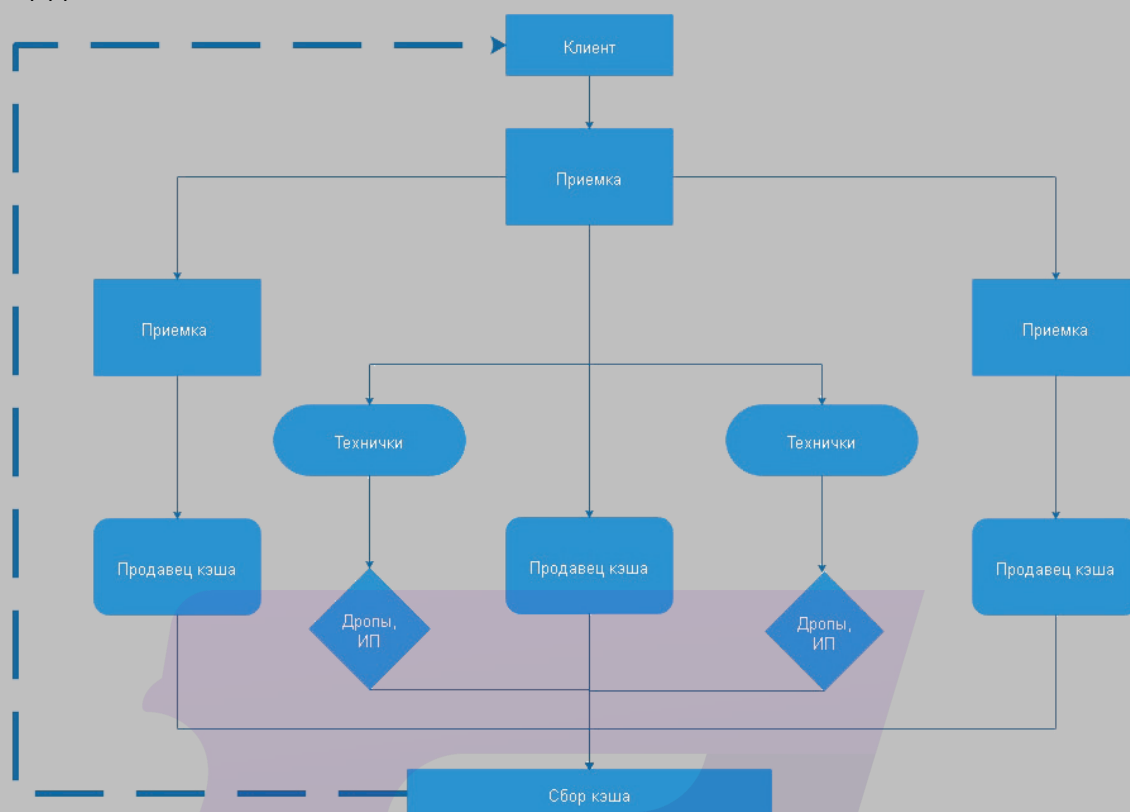 Клиент
Приемка
Приемка
Приемка
Технички
Технички
Продавец кэша
Продавец кэша
Продавец кэша
Дропы,
ИП
Дропы,
ИП
Сбор кэша